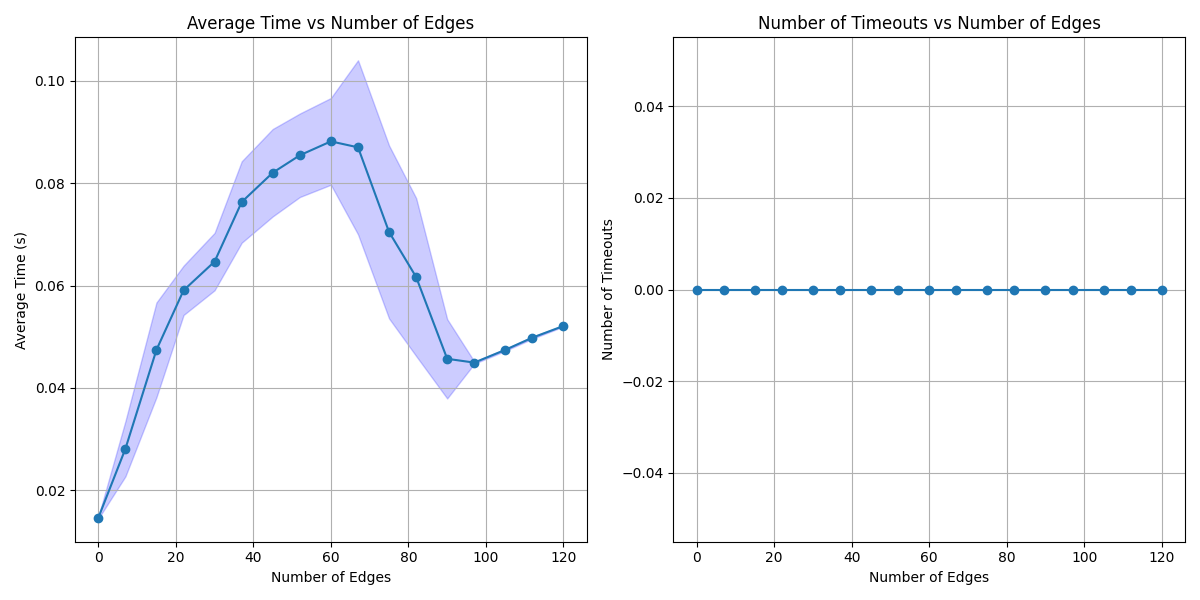 Average Time vs Number of Edges
Average Time (s)
0.10
0.08
0.06
0.04
0.02
0 20 40 60 80 100 120
Number of Edges
Number of Timeouts vs Number of Edges
Number of Timeouts
0.04
0.02
0.00
−0.02
−0.04
0 20 40 60 80 100 120
Number of Edges